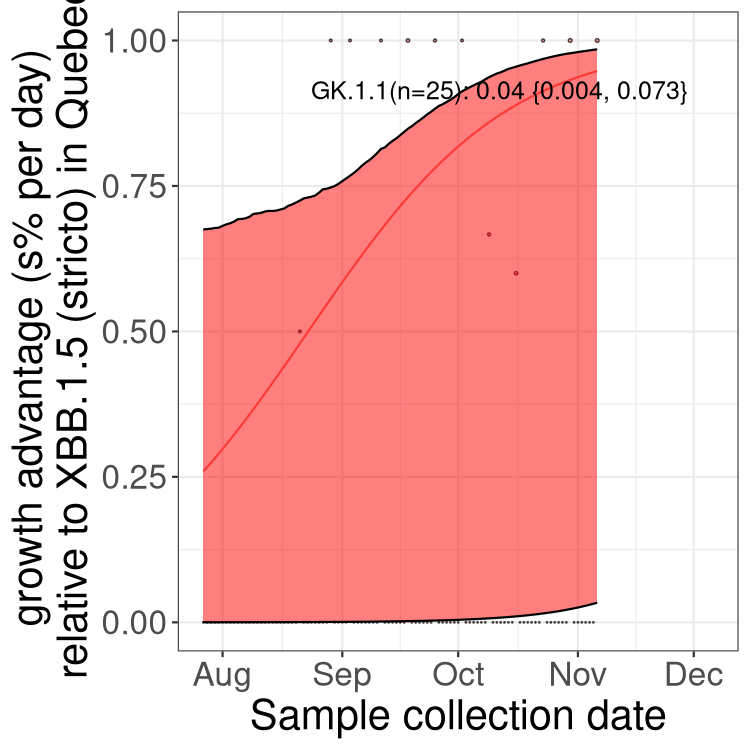 growth advantage (s% per day)
relative to XBB.1.5 (stricto) in Quebec
1.00
0.75
0.50
0.25
0.00
GK.1.1(n=25): 0.04 {0.004, 0.073}
Aug Sep Oct Nov Dec
Sample collection date